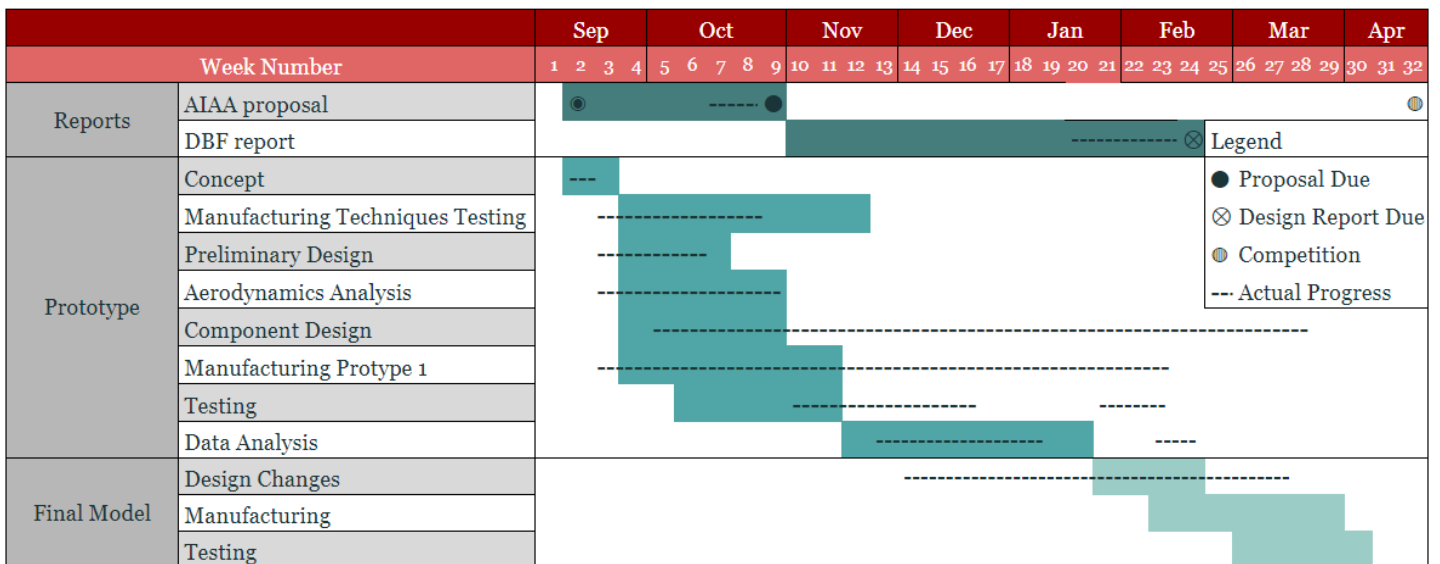 Sep Oct Nov Dec Jan Feb Mar Apr
Week Number 1 2 3 4 5 6 7 8 9 10 11 12 13 14 15 16 17 18 19 20 21 22 23 24 25 26 27 28 29 30 31 32
Reports
AIAA proposal
DBF report
Legend
Proposal Due
Design Report Due
Competition
Actual Progress
Prototype
Concept
Manufacturing Techniques Testing
Preliminary Design
Aerodynamics Analysis
Component Design
Manufacturing Protype 1
Testing
Data Analysis
Final Model
Design Changes
Manufacturing
Testing